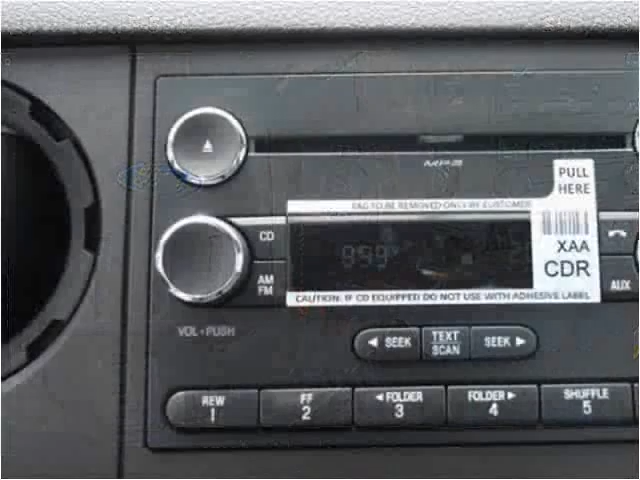 MP3
PULL
HERE
TAG TO BE REMOVED ONLY BY CUSTOMER
CD
XAA
CDR
AM
FM
AUX
CAUTION: IF CD EQUIPPED DO NOT USE WITH ADHESIVE LABEL
VOL • PUSH
◄ SEEK
TEXT
SCAN
SEEK ►
REW
1
FF
2
◄ FOLDER
3
FOLDER ►
4
SHUFFLE
5